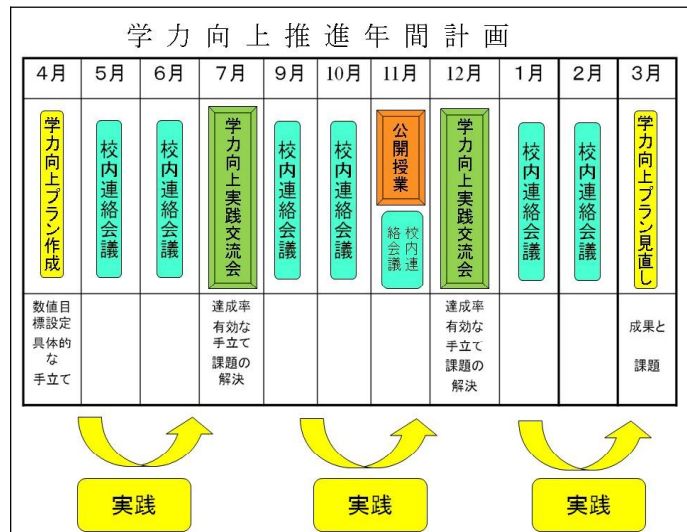 学力向上推進年間計画
4月 5月 6月 7月 9月 10月 11月 12月 1月 2月 3月
学力向上プラン作成
校内連絡会議
校内連絡会議
学力向上実践交流会
校内連絡会議
校内連絡会議
公開授業
校内連
絡会議
学力向上実践交流会
校内連絡会議
校内連絡会議
学力向上プラン見直し
数値目
標設定
具体的
な
手立て
達成率
有効な
手立て
課題の
解決
達成率
有効な
手立て
課題の
解決
成果と
課題
実践
実践
実践